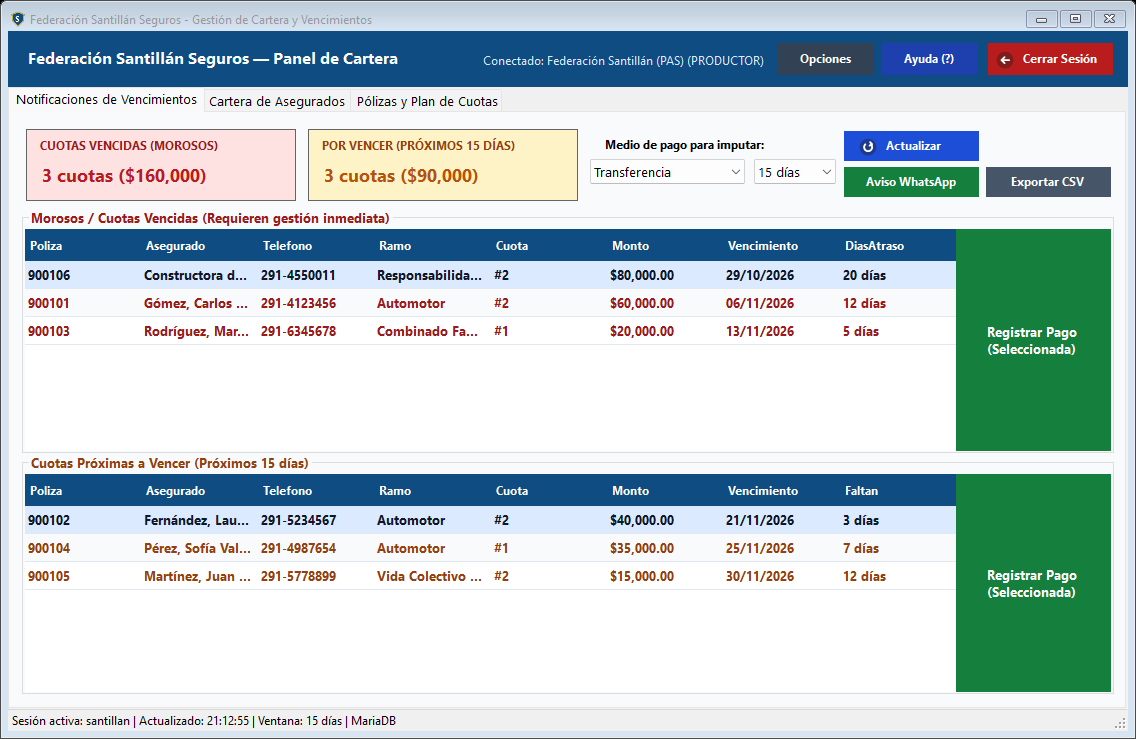 Federación Santillán Seguros - Gestión de Cartera y Vencimientos
Federación Santillán Seguros — Panel de Cartera
Conectado: Federación Santillán (PAS) (PRODUCTOR)
Opciones
Ayuda (?)
Cerrar Sesión
Notificaciones de Vencimientos
Cartera de Asegurados
Pólizas y Plan de Cuotas
CUOTAS VENCIDAS (MOROSOS)
3 cuotas ($160,000)
POR VENCER (PRÓXIMOS 15 DÍAS)
3 cuotas ($90,000)
Medio de pago para imputar:
Transferencia
15 días
Actualizar
Aviso WhatsApp
Exportar CSV
Morosos / Cuotas Vencidas (Requieren gestión inmediata)
Poliza Asegurado Telefono Ramo Cuota Monto Vencimiento DiasAtraso
900106 Constructora d... 291-4550011 Responsabilida... #2 $80,000.00 29/10/2026 20 días
900101 Gómez, Carlos ... 291-4123456 Automotor #2 $60,000.00 06/11/2026 12 días
900103 Rodríguez, Mar... 291-6345678 Combinado Fa... #1 $20,000.00 13/11/2026 5 días
Registrar Pago
(Seleccionada)
Cuotas Próximas a Vencer (Próximos 15 días)
Poliza Asegurado Telefono Ramo Cuota Monto Vencimiento Faltan
900102 Fernández, Lau... 291-5234567 Automotor #2 $40,000.00 21/11/2026 3 días
900104 Pérez, Sofía Val... 291-4987654 Automotor #1 $35,000.00 25/11/2026 7 días
900105 Martínez, Juan ... 291-5778899 Vida Colectivo ... #2 $15,000.00 30/11/2026 12 días
Registrar Pago
(Seleccionada)
Sesión activa: santillan | Actualizado: 21:12:55 | Ventana: 15 días | MariaDB